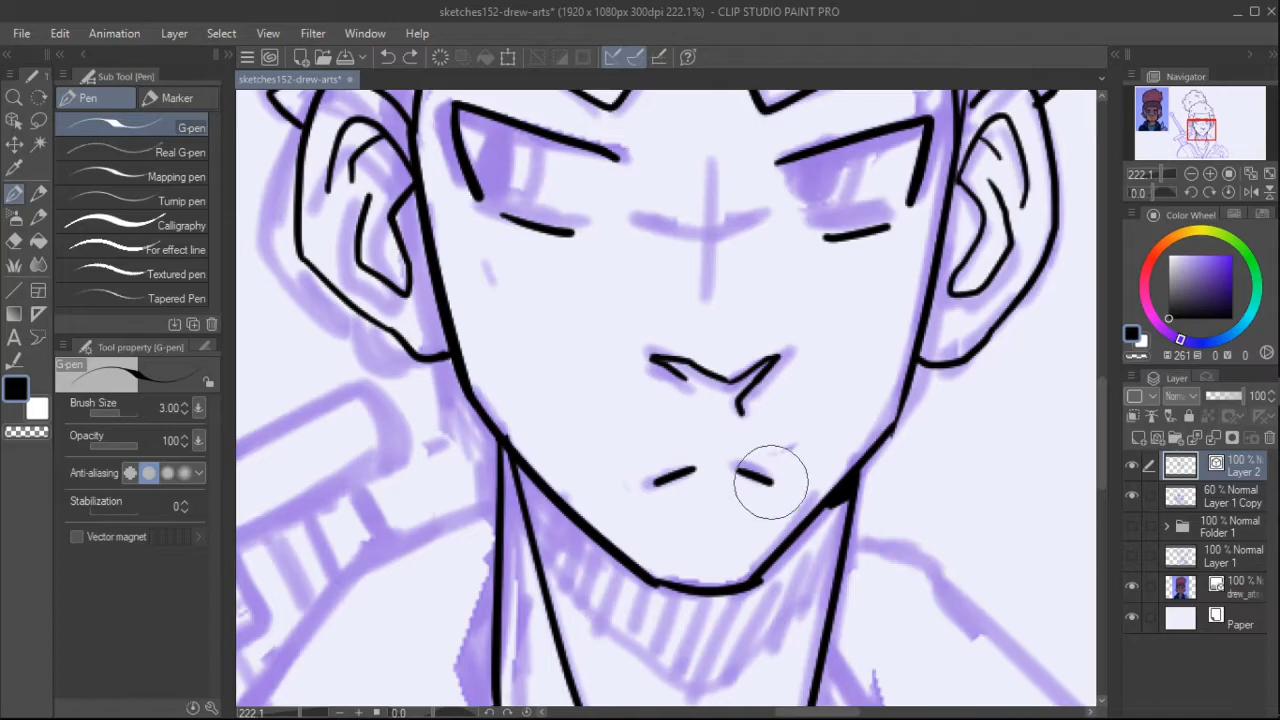 sketches152-drew-arts* (1920 x 1080px 300dpi 222.1%) - CLIP STUDIO PAINT PRO
File Edit Animation Layer Select View Filter Window Help
Sub Tool [Pen]
Pen Marker
G-pen
Real G-pen
Mapping pen
Turnip pen
Calligraphy
For effect line
Textured pen
Tapered Pen
Tool property [G-pen]
G-pen
Brush Size 3.00
Opacity 100
Anti-aliasing
Stabilization 0
Vector magnet
sketches152-drew-arts*
222.1 0.0
Navigator
222.1
0.0
Color Wheel
261 0 0
Layer
Norma 100
100 % N
Layer 2
60 % Normal
Layer 1 Copy
100 % Normal
Folder 1
100 % Normal
Layer 1
100 % N
drew_arts
Paper